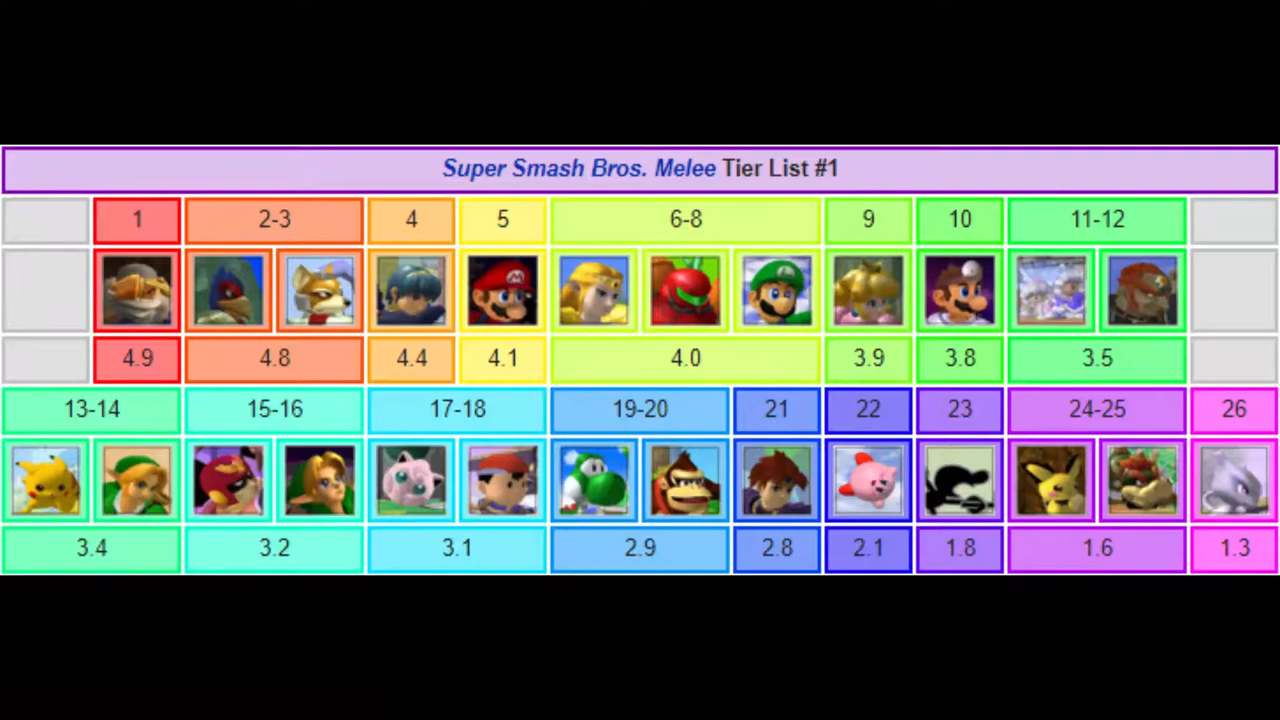 Super Smash Bros. Melee Tier List #1
1 2-3 4 5 6-8 9 10 11-12
4.9 4.8 4.4 4.1 4.0 3.9 3.8 3.5
13-14 15-16 17-18 19-20 21 22 23 24-25 26
3.4 3.2 3.1 2.9 2.8 2.1 1.8 1.6 1.3